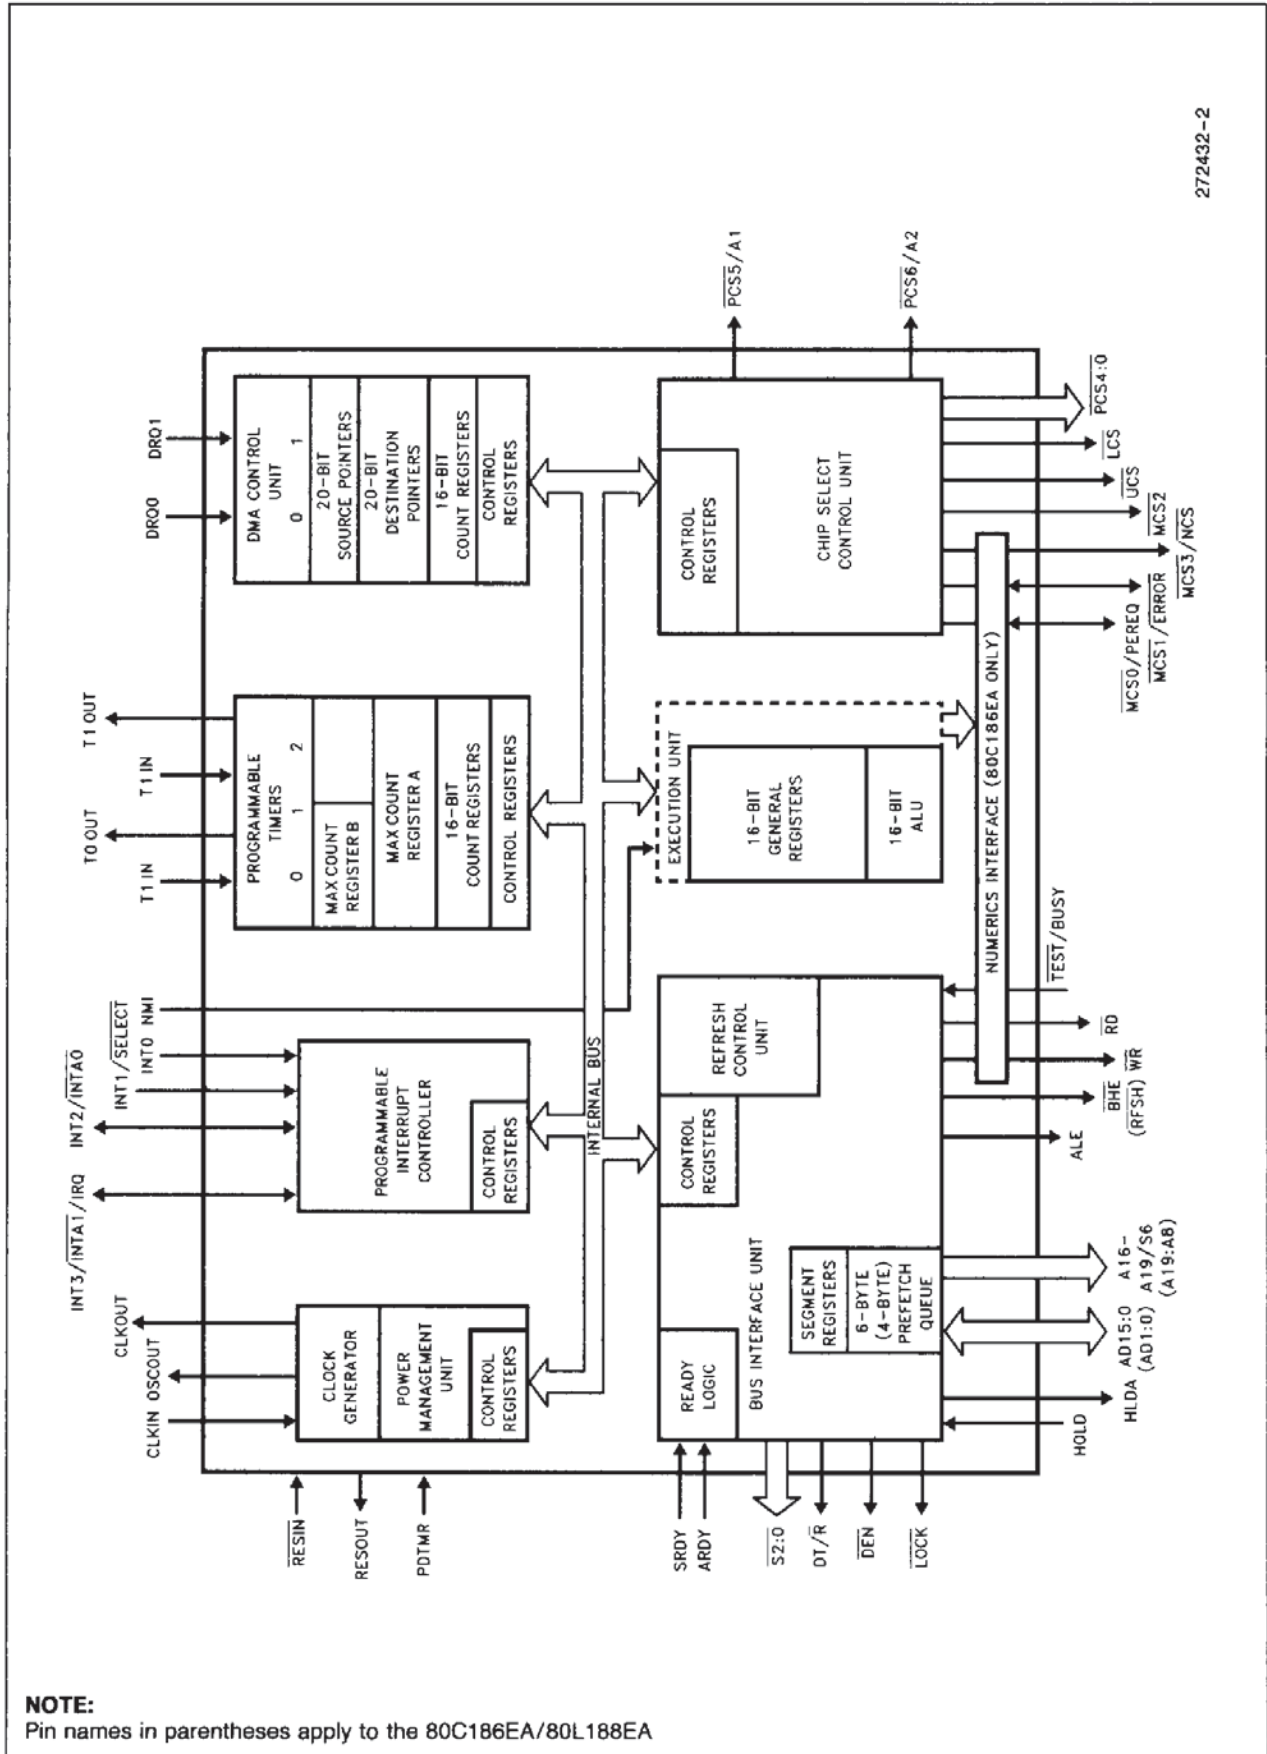 272432-2
CLKIN
OSCOUT
CLKOUT
INT3/INTA1/IRQ
INT2/INTA0
INT1/SELECT
INT0
NMI
T1IN
T0OUT
T1IN
T1OUT
DRQ0
DRQ1
CLOCK
GENERATOR
POWER
MANAGEMENT
UNIT
CONTROL
REGISTERS
PROGRAMMABLE
INTERRUPT
CONTROLLER
CONTROL
REGISTERS
PROGRAMMABLE
TIMERS
0 1 2
MAX COUNT
REGISTER B
MAX COUNT
REGISTER A
16-BIT
COUNT REGISTERS
CONTROL REGISTERS
DMA CONTROL
UNIT
0 1
20-BIT
SOURCE POINTERS
20-BIT
DESTINATION
POINTERS
16-BIT
COUNT REGISTERS
CONTROL
REGISTERS
INTERNAL BUS
RESIN
RESOUT
PDTMR
SRDY
ARDY
S2:0
DT/R
DEN
LOCK
READY
LOGIC
BUS INTERFACE UNIT
CONTROL
REGISTERS
REFRESH
CONTROL
UNIT
SEGMENT
REGISTERS
6-BYTE
(4-BYTE)
PREFETCH
QUEUE
EXECUTION UNIT
16-BIT
GENERAL
REGISTERS
16-BIT
ALU
CONTROL
REGISTERS
CHIP SELECT
CONTROL UNIT
PCS5/A1
PCS6/A2
NUMERICS INTERFACE (80C186EA ONLY)
HOLD
HLDA
AD15:0
(AD1:0)
A16-
A19/S6
(A19:A8)
ALE
BHE
(RFSH)
WR
RD
TEST/BUSY
MCS0/PEREQ
MCS1/ERROR
MCS3/NCS
MCS2
UCS
LCS
PCS4:0
NOTE:
Pin names in parentheses apply to the 80C186EA/80L188EA